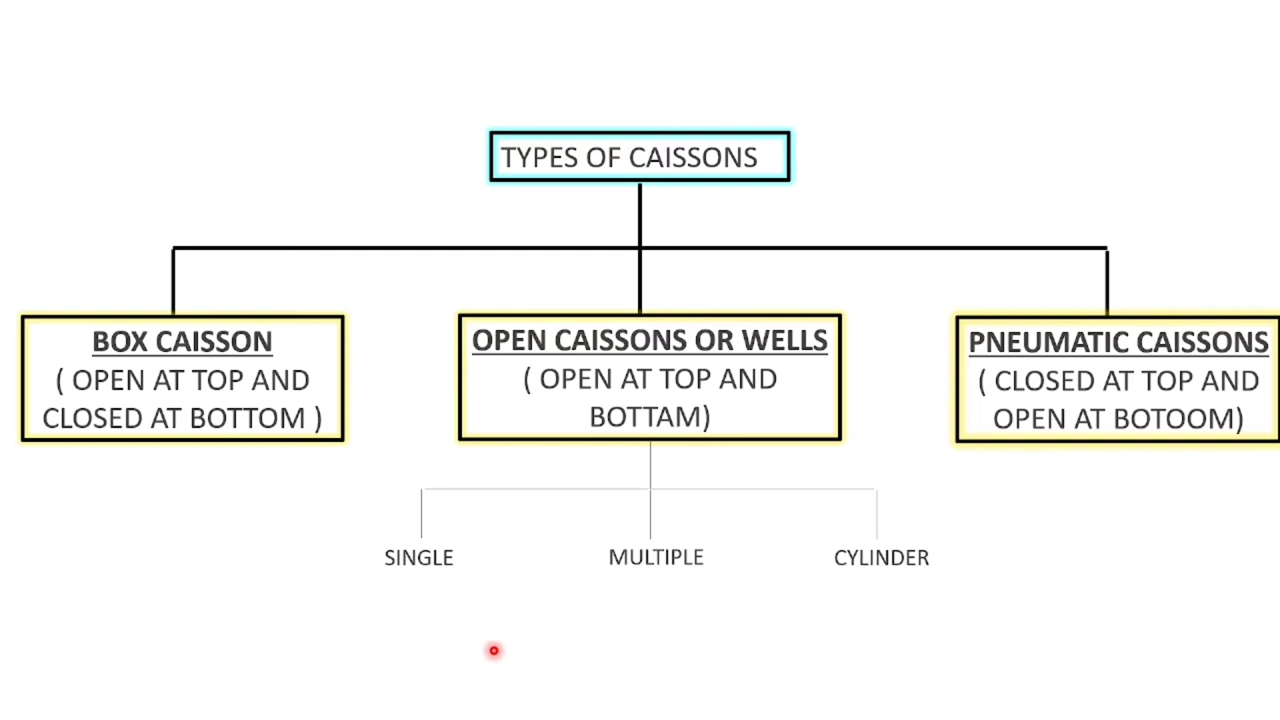 TYPES OF CAISSONS
BOX CAISSON
( OPEN AT TOP AND
CLOSED AT BOTTOM )
OPEN CAISSONS OR WELLS
( OPEN AT TOP AND
BOTTAM)
PNEUMATIC CAISSONS
( CLOSED AT TOP AND
OPEN AT BOTOOM)
SINGLE
MULTIPLE
CYLINDER